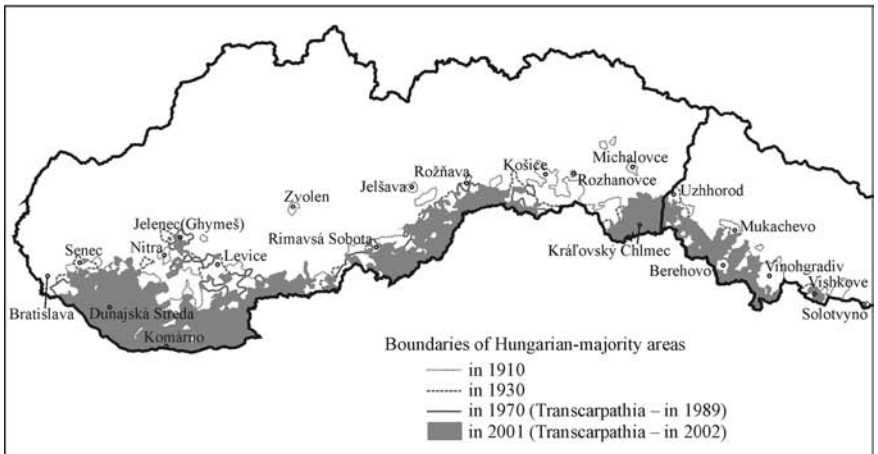 Michalovce
Košice
Rožňava
Rozhanovce
Jelšava
Uzhhorod
Zyolen
Jelenec(Ghymeš)
Mukachevo
Rimavsá Sobota
Nitra
Senec
Levice
Kráľovský Chlmec
Berehovo
Vinohgradiv
Vishkove
Bratislava
Dunajská Streda
Solotvyno
Komárno
Boundaries of Hungarian-majority areas
in 1910
in 1930
in 1970 (Transcarpathia – in 1989)
in 2001 (Transcarpathia – in 2002)